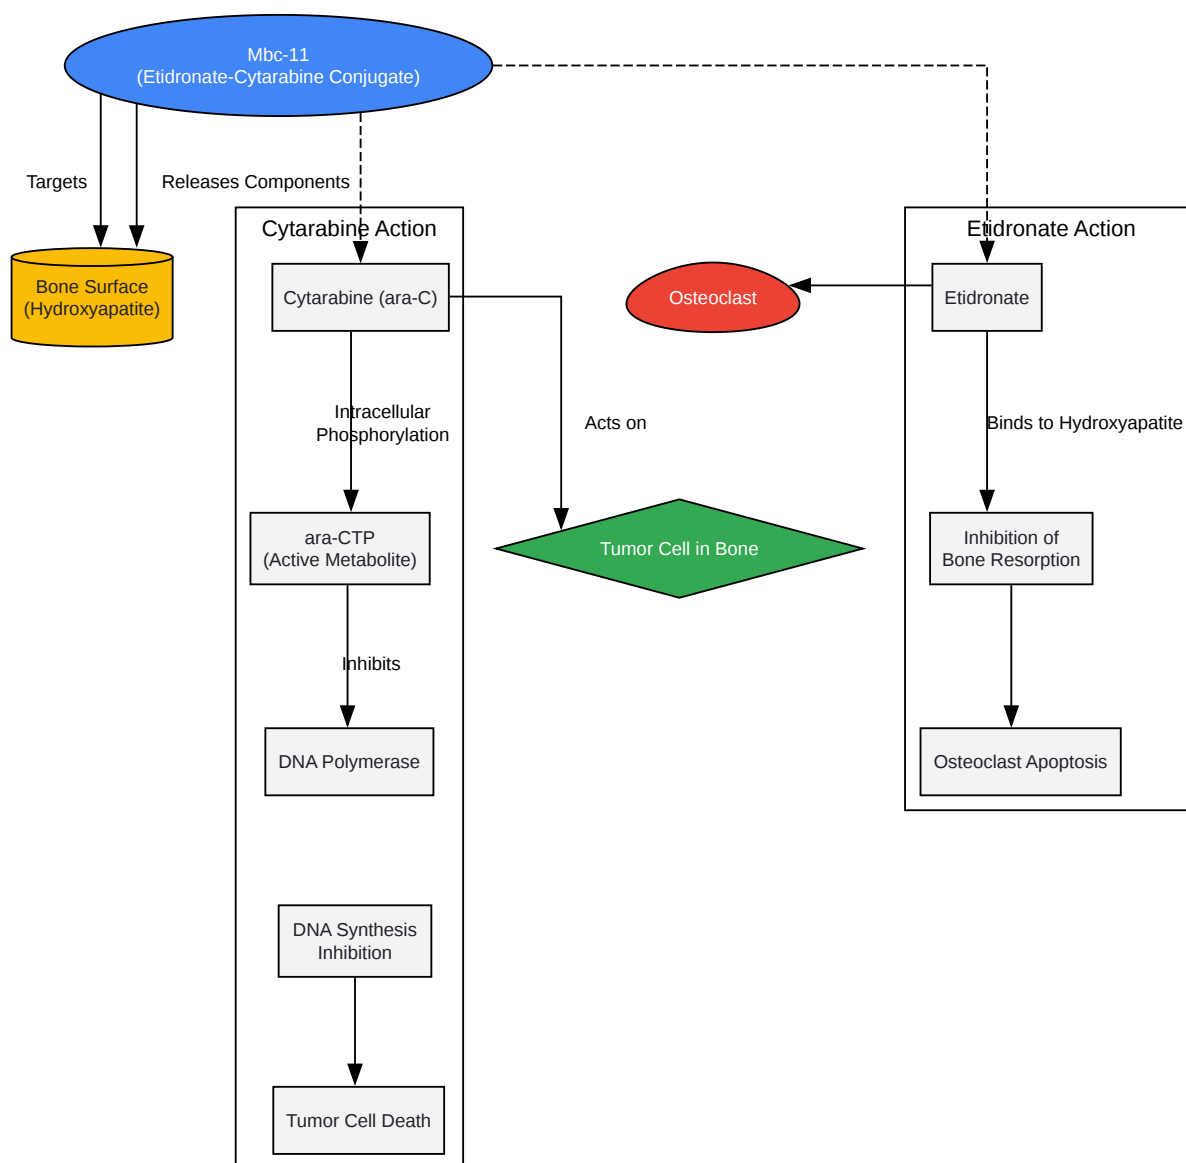 Mbc-11
(Etidronate-Cytarabine Conjugate)
Targets
Releases Components
Cytarabine Action
Etidronate Action
Bone Surface
(Hydroxyapatite)
Cytarabine (ara-C)
Osteoclast
Etidronate
Intracellular
Phosphorylation
Acts on
Binds to Hydroxyapatite
ara-CTP
(Active Metabolite)
Tumor Cell in Bone
Inhibition of
Bone Resorption
Inhibits
DNA Polymerase
Osteoclast Apoptosis
DNA Synthesis
Inhibition
Tumor Cell Death